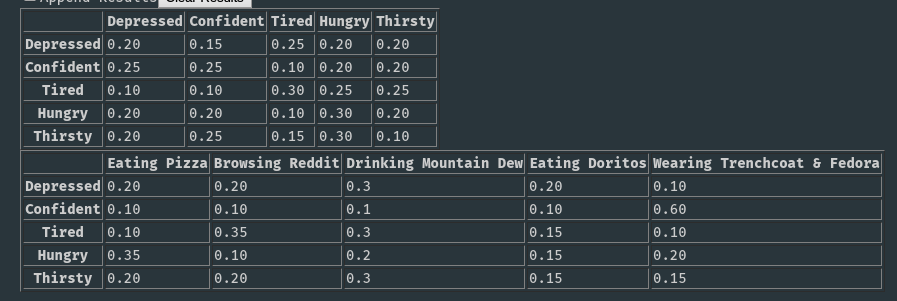 Append Results Clear Results
Depressed Confident Tired Hungry Thirsty
Depressed 0.20 0.15 0.25 0.20 0.20
Confident 0.25 0.25 0.10 0.20 0.20
Tired 0.10 0.10 0.30 0.25 0.25
Hungry 0.20 0.20 0.10 0.30 0.20
Thirsty 0.20 0.25 0.15 0.30 0.10
Eating Pizza Browsing Reddit Drinking Mountain Dew Eating Doritos Wearing Trenchcoat & Fedora
Depressed 0.20 0.20 0.3 0.20 0.10
Confident 0.10 0.10 0.1 0.10 0.60
Tired 0.10 0.35 0.3 0.15 0.10
Hungry 0.35 0.10 0.2 0.15 0.20
Thirsty 0.20 0.20 0.3 0.15 0.15